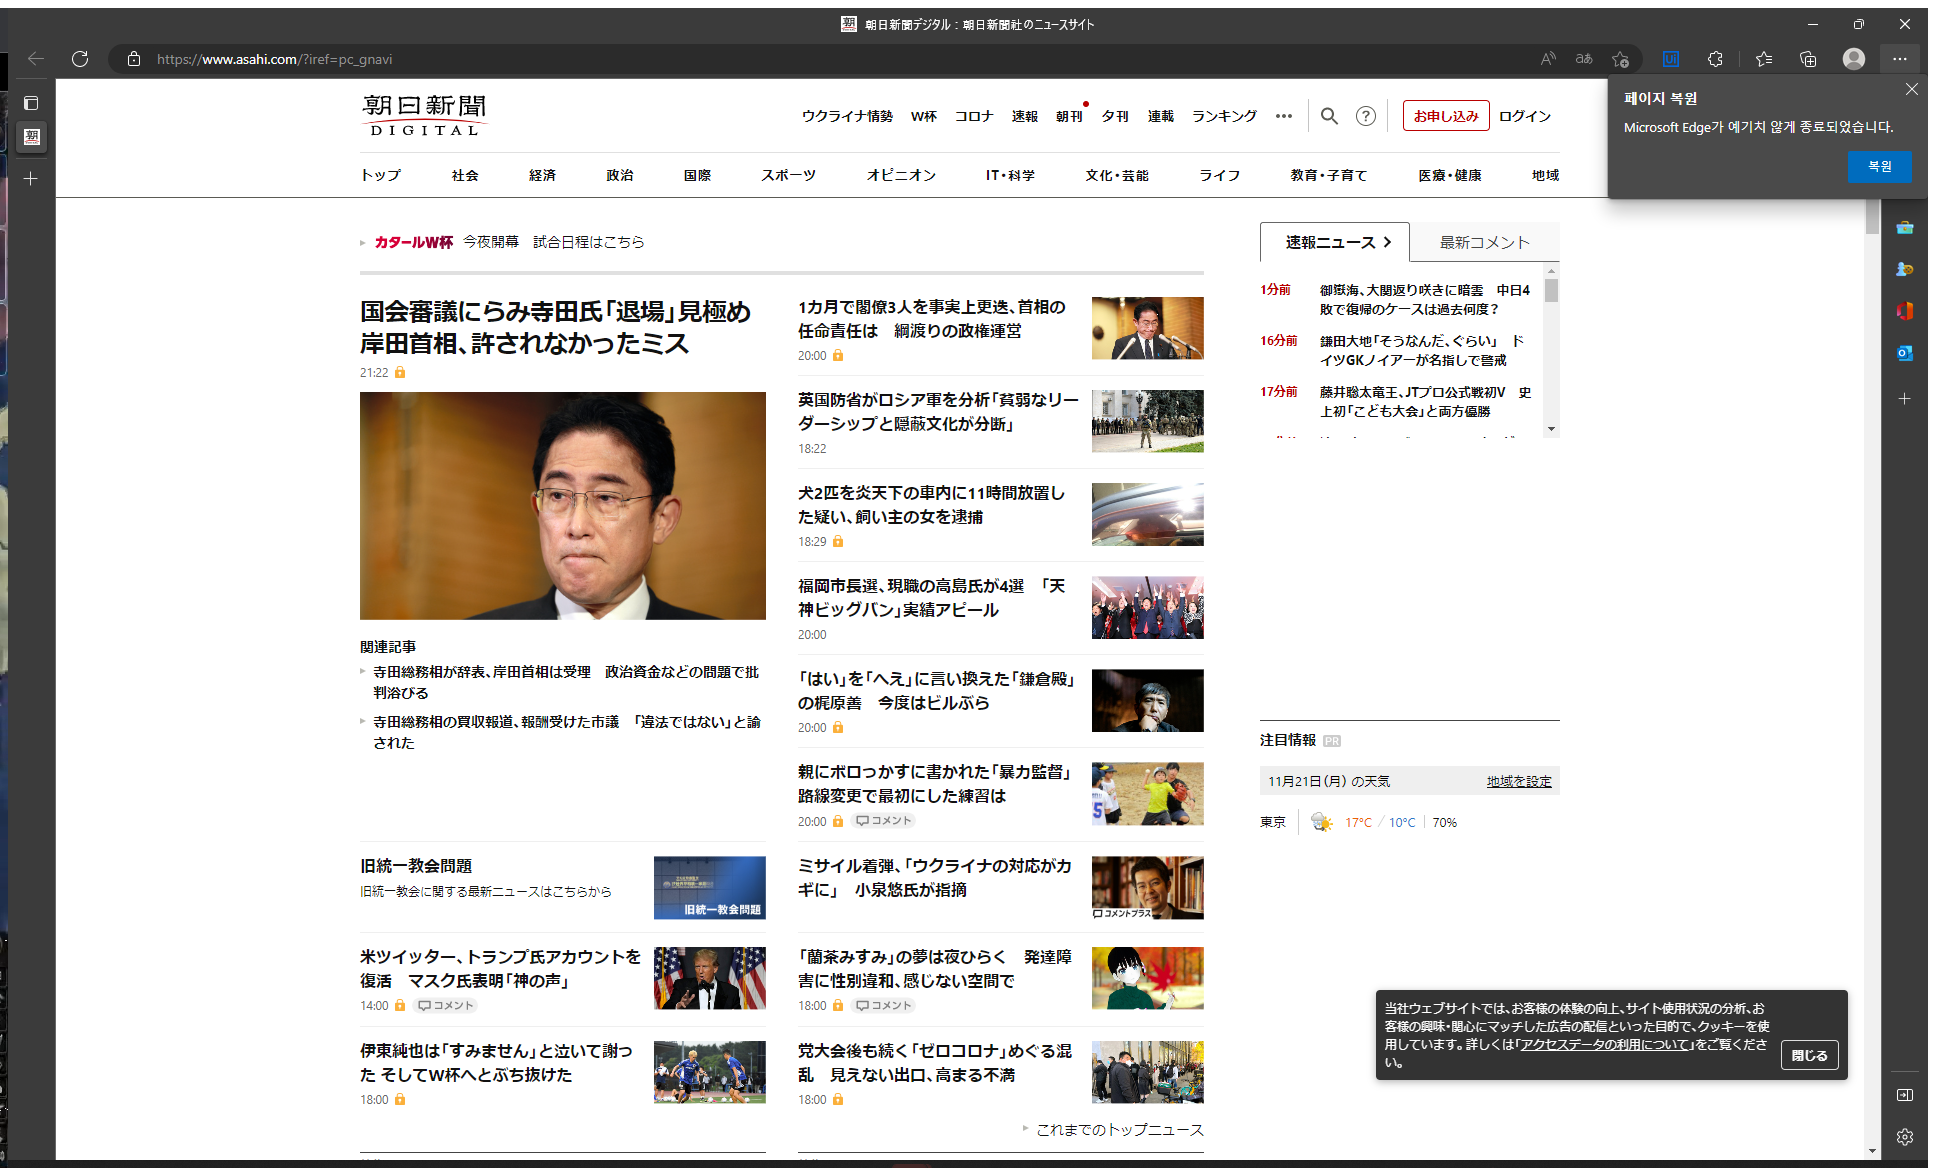 朝日新聞デジタル：朝日新聞社のニュースサイト
https://www.asahi.com/?iref=pc_gnavi
페이지 복원
Microsoft Edge가 예기치 않게 종료되었습니다.
복원
朝日新聞
DIGITAL
ウクライナ情勢 W杯 コロナ 速報 朝刊 夕刊 連載 ランキング
お申し込み ログイン
トップ 社会 経済 政治 国際 スポーツ オピニオン IT・科学 文化・芸能 ライフ 教育・子育て 医療・健康 地域
カタールW杯 今夜開幕 試合日程はこちら
国会審議にらみ寺田氏「退場」見極め
岸田首相、許されなかったミス
21:22
関連記事
寺田総務相が辞表、岸田首相は受理 政治資金などの問題で批
判浴びる
寺田総務相の買収報道、報酬受けた市議 「違法ではない」と諭
された
旧統一教会問題
旧統一教会に関する最新ニュースはこちらから
旧統一教会問題
米ツイッター、トランプ氏アカウントを
復活 マスク氏表明「神の声」
14:00 コメント
伊東純也は「すみません」と泣いて謝っ
た そしてW杯へとぶち抜けた
18:00
1カ月で閣僚3人を事実上更迭、首相の
任命責任は 綱渡りの政権運営
20:00
英国防省がロシア軍を分析「貧弱なリー
ダーシップと隠蔽文化が分断」
18:22
犬2匹を炎天下の車内に11時間放置し
た疑い、飼い主の女を逮捕
18:29
福岡市長選、現職の高島氏が4選 「天
神ビッグバン」実績アピール
20:00
「はい」を「へえ」に言い換えた「鎌倉殿」
の梶原善 今度はビルぶら
20:00
親にボロっかすに書かれた「暴力監督」
路線変更で最初にした練習は
20:00 コメント
ミサイル着弾、「ウクライナの対応がカ
ギに」 小泉悠氏が指摘
コメントプラス
「蘭茶みすみ」の夢は夜ひらく 発達障
害に性別違和、感じない空間で
18:00 コメント
党大会後も続く「ゼロコロナ」めぐる混
乱 見えない出口、高まる不満
18:00
これまでのトップニュース
速報ニュース 最新コメント
1分前 御嶽海、大関返り咲きに暗雲 中日4
敗で復帰のケースは過去何度？
16分前 鎌田大地「そうなんだ、ぐらい」 ド
イツGKノイアーが名指しで警戒
17分前 藤井聡太竜王、JTプロ公式戦初V 史
上初「こども大会」と両方優勝
注目情報 PR
11月21日（月） の天気 地域を設定
東京 17°C / 10°C 70%
当社ウェブサイトでは、お客様の体験の向上、サイト使用状況の分析、お
客様の興味・関心にマッチした広告の配信といった目的で、クッキーを使
用しています。詳しくは「アクセスデータの利用について」をご覧くださ
い。
閉じる